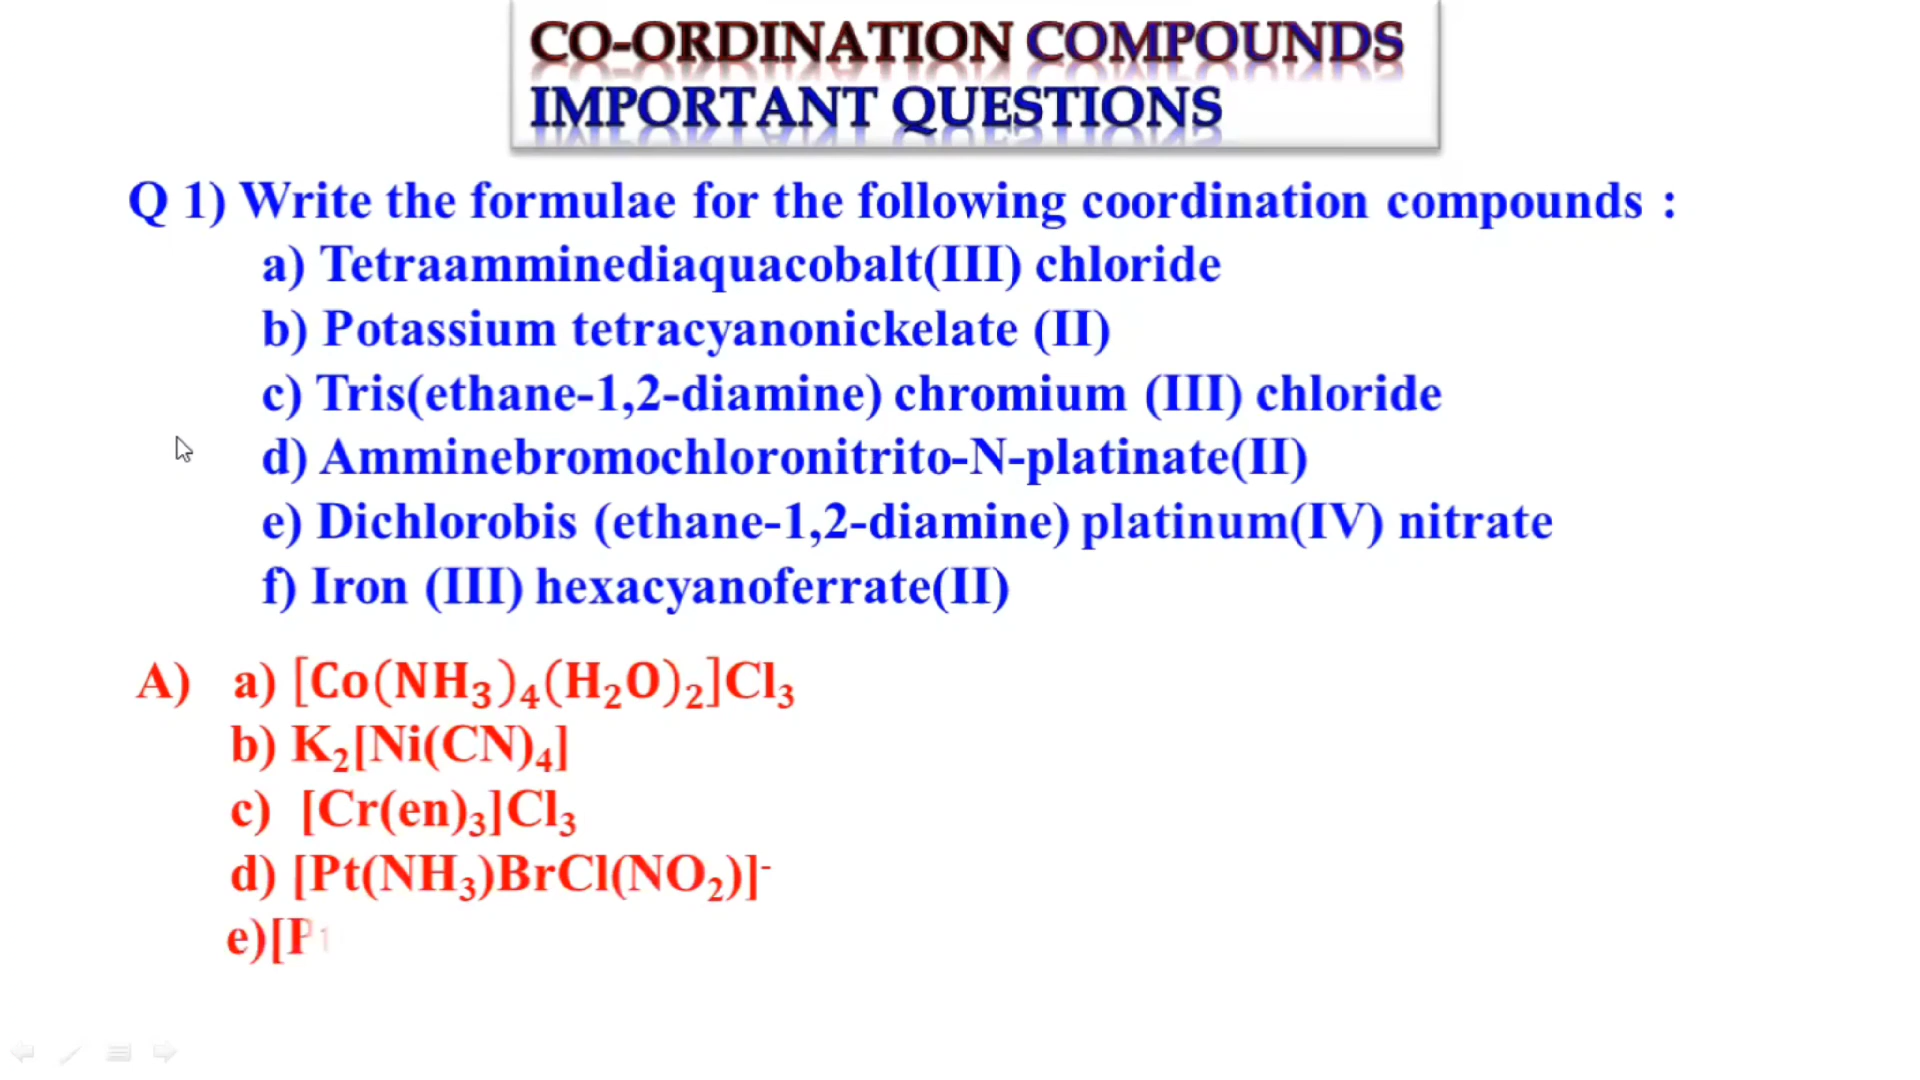 CO-ORDINATION COMPOUNDS
IMPORTANT QUESTIONS
Q 1) Write the formulae for the following coordination compounds :
a) Tetraamminediaquacobalt(III) chloride
b) Potassium tetracyanonickelate (II)
c) Tris(ethane-1,2-diamine) chromium (III) chloride
d) Amminebromochloronitrito-N-platinate(II)
e) Dichlorobis (ethane-1,2-diamine) platinum(IV) nitrate
f) Iron (III) hexacyanoferrate(II)
A) a) [Co(NH₃)₄(H₂O)₂]Cl₃
b) K₂[Ni(CN)₄]
c) [Cr(en)₃]Cl₃
d) [Pt(NH₃)BrCl(NO₂)]⁻
e)[P